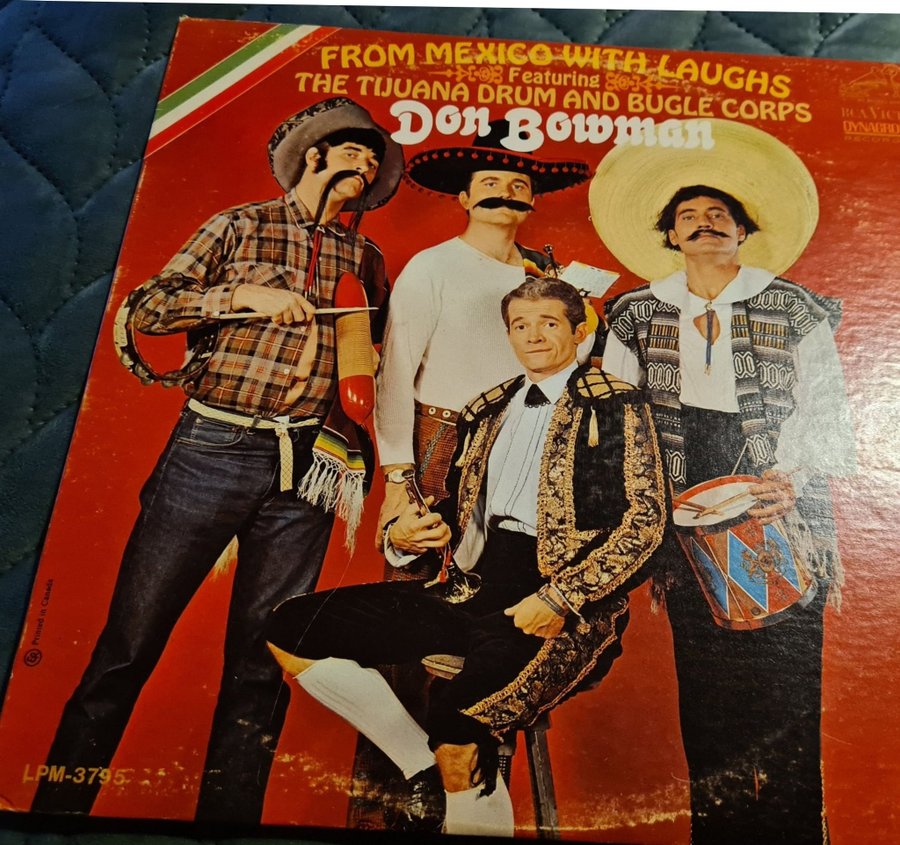 FROM MEXICO WITH LAUGHS
Featuring
THE TIJUANA DRUM AND BUGLE CORPS
Don Bowman
RCA VICTOR
DYNAGROOVE
RECORDING
Printed in Canada
LPM-3795